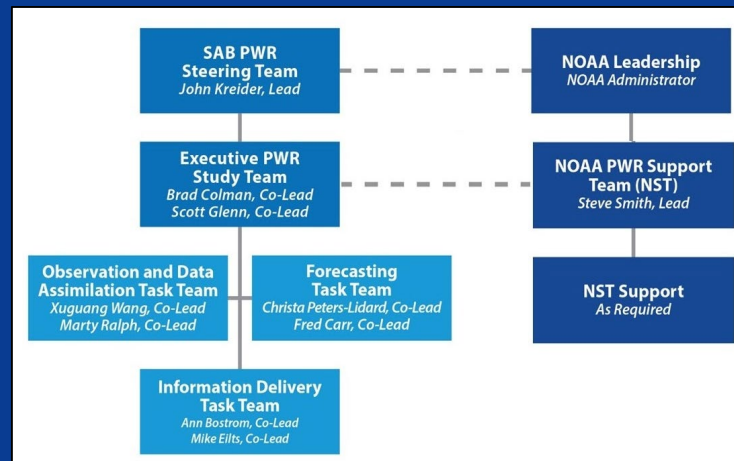 SAB PWR
Steering Team
John Kreider, Lead
NOAA Leadership
NOAA Administrator
Executive PWR
Study Team
Brad Colman, Co-Lead
Scott Glenn, Co-Lead
NOAA PWR Support
Team (NST)
Steve Smith, Lead
Observation and Data
Assimilation Task Team
Xuguang Wang, Co-Lead
Marty Ralph, Co-Lead
Forecasting
Task Team
Christa Peters-Lidard, Co-Lead
Fred Carr, Co-Lead
NST Support
As Required
Information Delivery
Task Team
Ann Bostrom, Co-Lead
Mike Eilts, Co-Lead